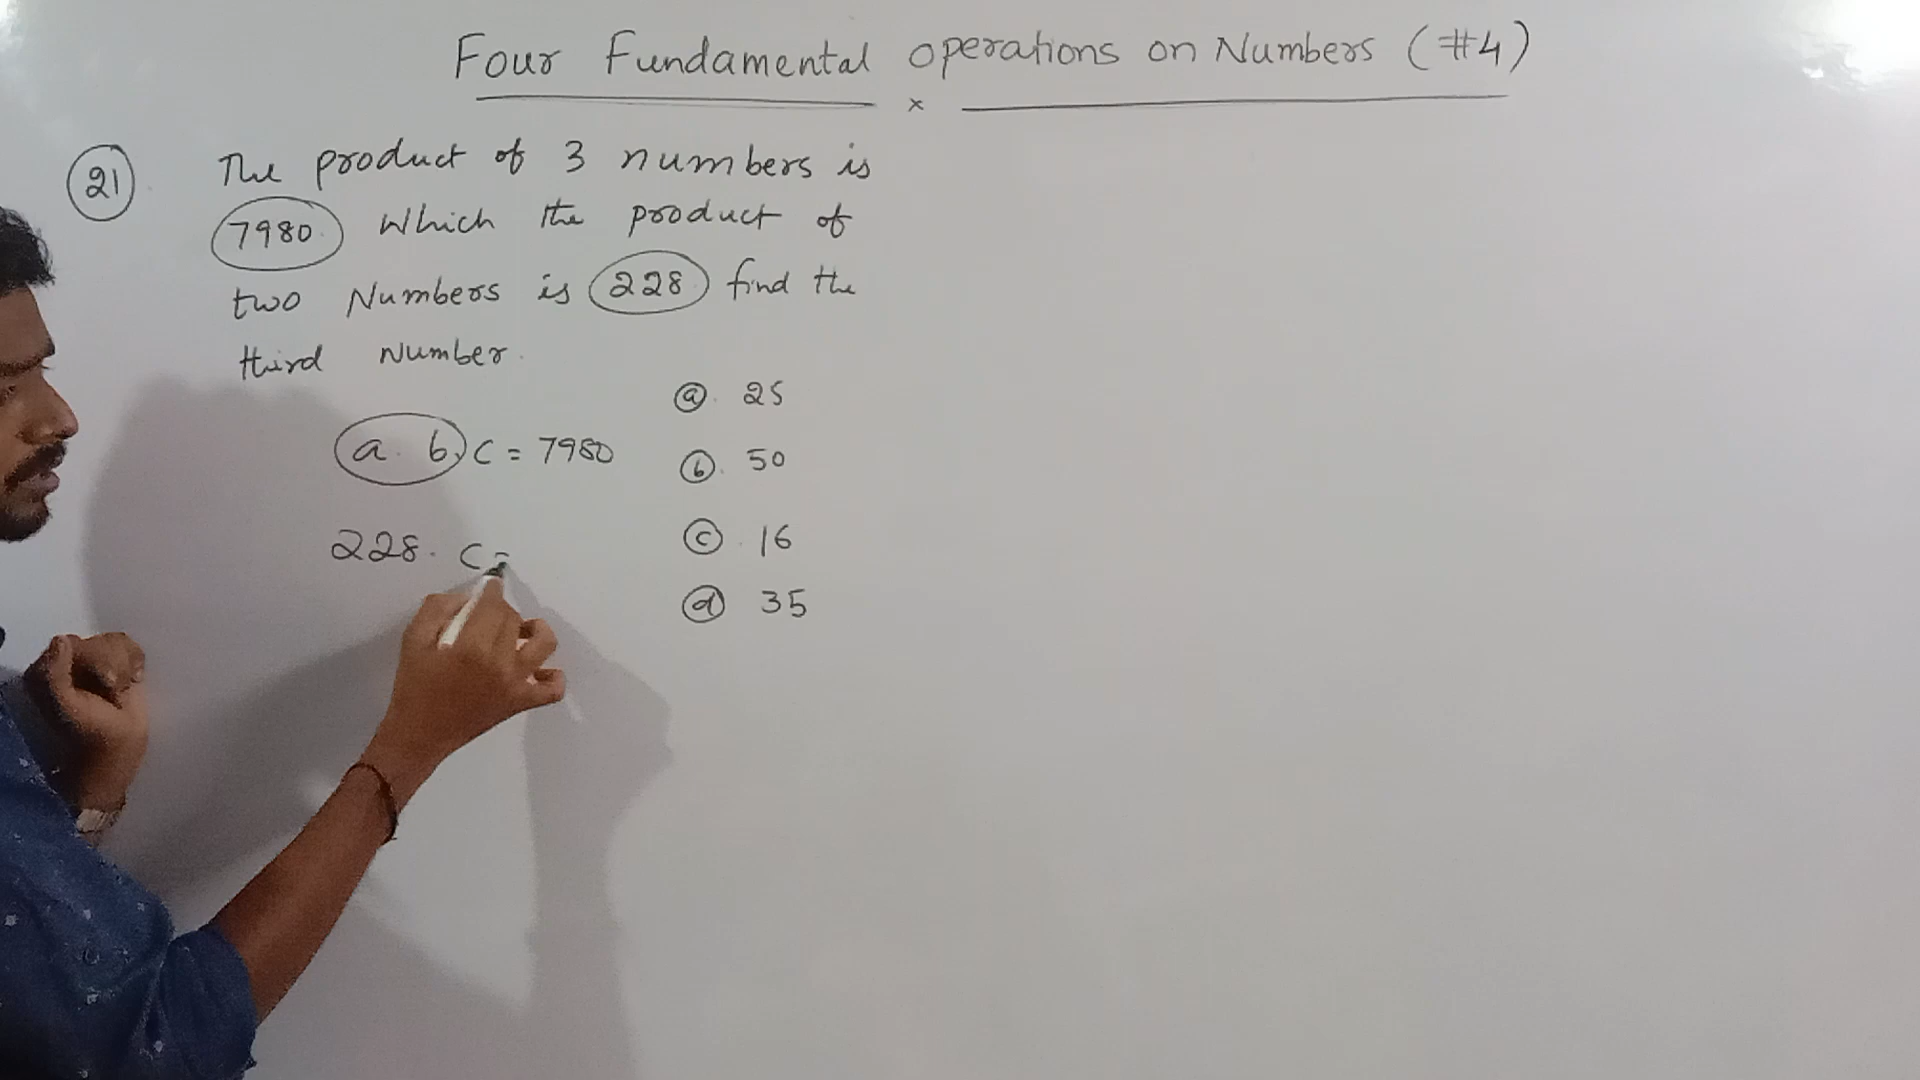 Four Fundamental operations on Numbers (#4)
x
21 The product of 3 numbers is
7980 which the product of
two Numbers is 228 find the
third Number.
a. b. c = 7980
228. c =
a. 25
b. 50
c. 16
d 35